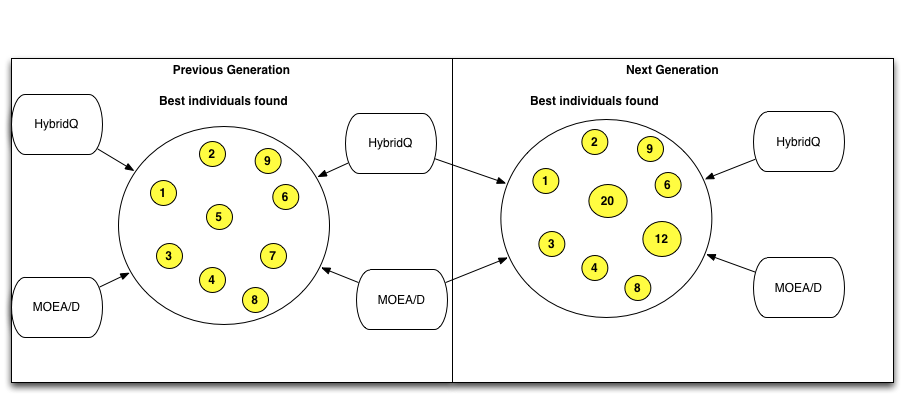 Previous Generation
Best individuals found
HybridQ
HybridQ
2
9
1
6
5
3
7
4
8
MOEA/D
MOEA/D
Next Generation
Best individuals found
HybridQ
2
9
1
6
20
12
3
4
8
MOEA/D